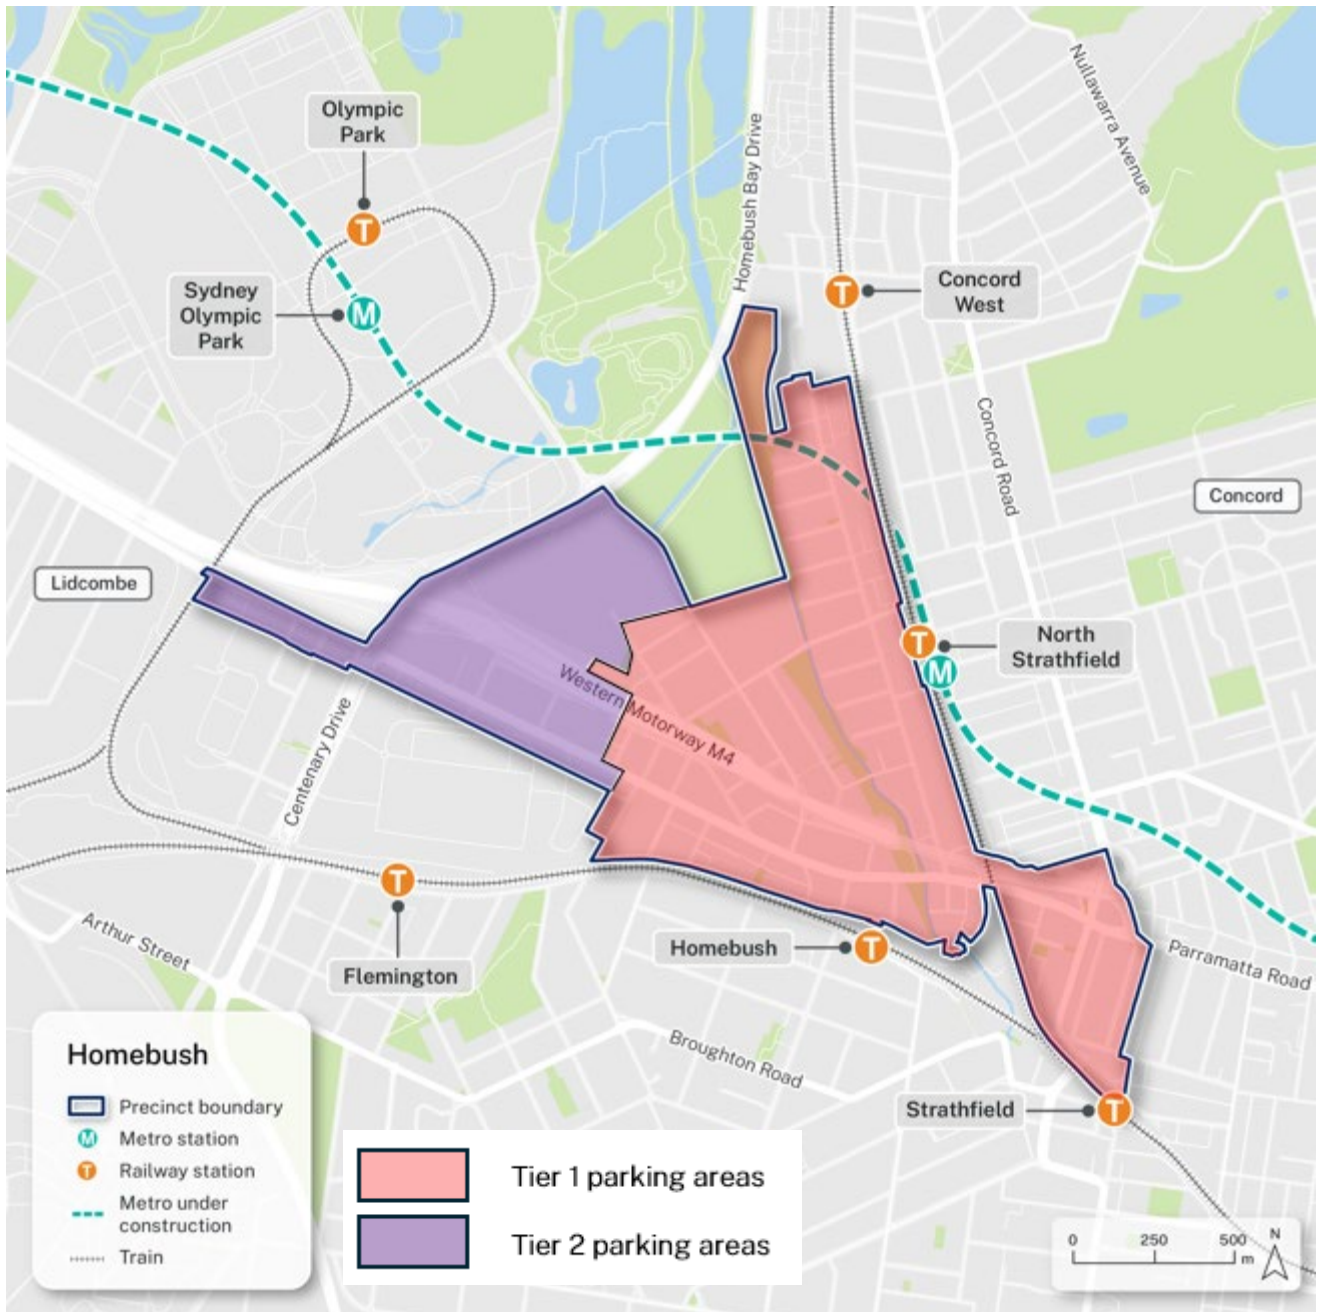 Olympic
Park
Homebush Bay Drive
Nullawarra Avenue
T
Sydney
Olympic
Park
M
T
Concord
West
Concord Road
Concord
Lidcombe
T
M
North
Strathfield
Western Motorway M4
Centenary Drive
T
Flemington
Arthur Street
Homebush
T
Parramatta Road
Broughton Road
Strathfield
T
Homebush
Precinct boundary
M Metro station
T Railway station
Metro under
construction
Train
Tier 1 parking areas
Tier 2 parking areas
0 250 500
m
N